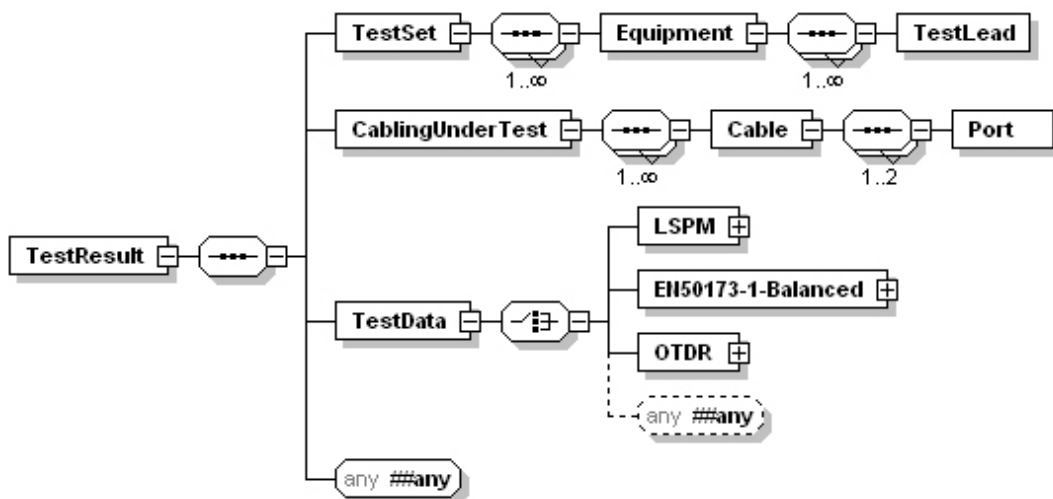 TestSet
Equipment
TestLead
1..∞
1..∞
CablingUnderTest
Cable
Port
1..∞
1..2
LSPM
TestResult
EN50173-1-Balanced
TestData
OTDR
any ##any
any ##any